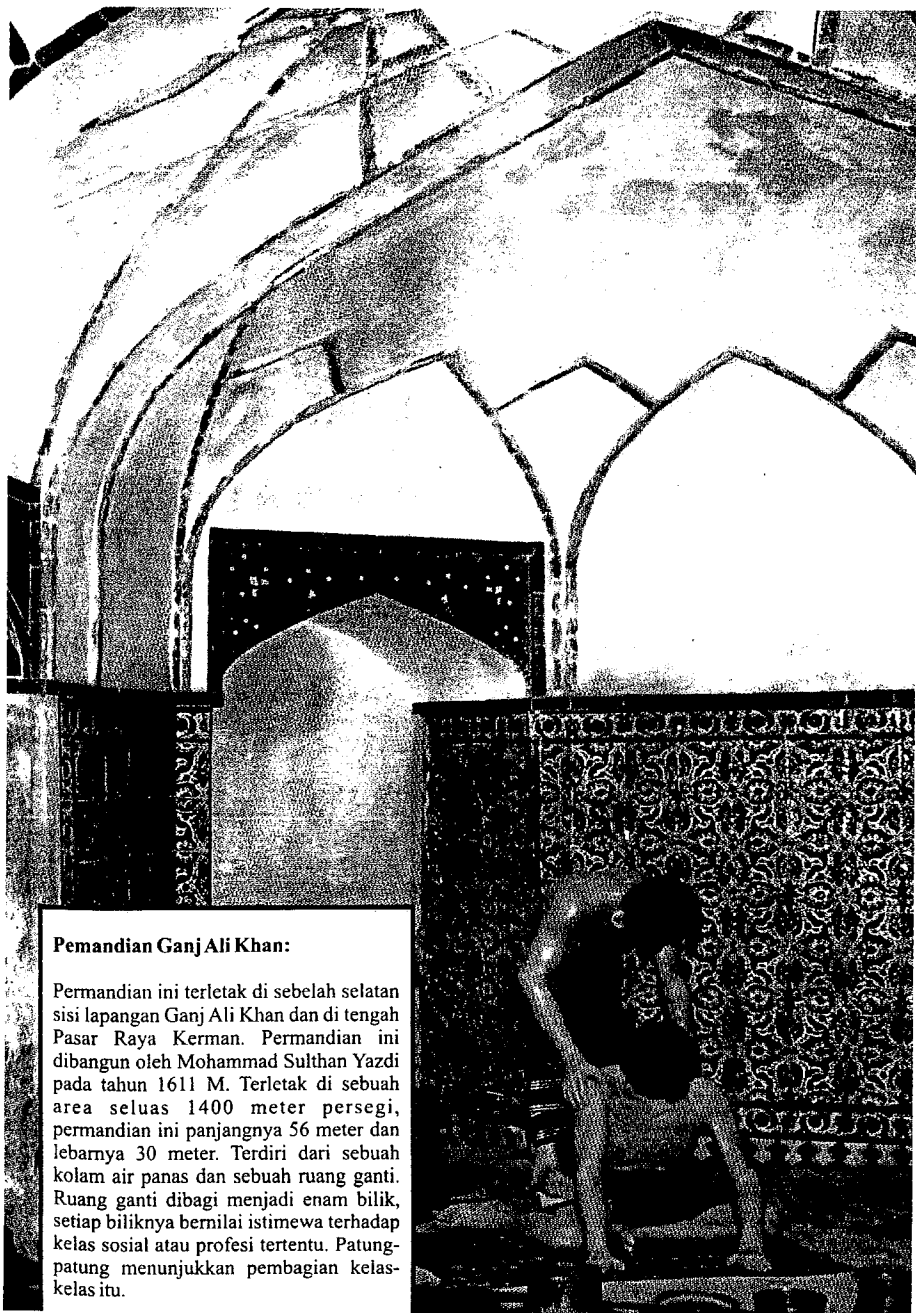 Pemandian Ganj Ali Khan:
Permandian ini terletak di sebelah selatan
sisi lapangan Ganj Ali Khan dan di tengah
Pasar Raya Kerman. Permandian ini
dibangun oleh Mohammad Sulthan Yazdi
pada tahun 1611 M. Terletak di sebuah
area seluas 1400 meter persegi,
permandian ini panjangnya 56 meter dan
lebarnya 30 meter. Terdiri dari sebuah
kolam air panas dan sebuah ruang ganti.
Ruang ganti dibagi menjadi enam bilik,
setiap biliknya bernilai istimewa terhadap
kelas sosial atau profesi tertentu. Patung-
patung menunjukkan pembagian kelas-
kelas itu.